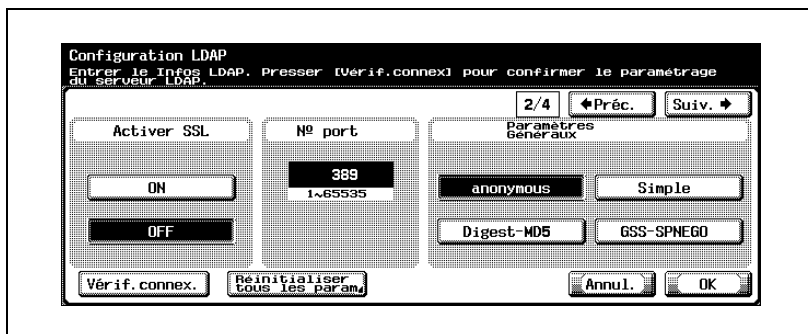 Configuration LDAP
Entrer le Infos LDAP. Presser [Vérif.connex] pour confirmer le paramétrage
du serveur LDAP.
2/4
←Préc.
Suiv.→
Activer SSL
Nº port
Paramètres
Généraux
ON
389
1~65535
anonymous
Simple
OFF
Digest-MD5
GSS-SPNEGO
Vérif.connex.
Réinitialiser
tous les param.
Annul.
OK